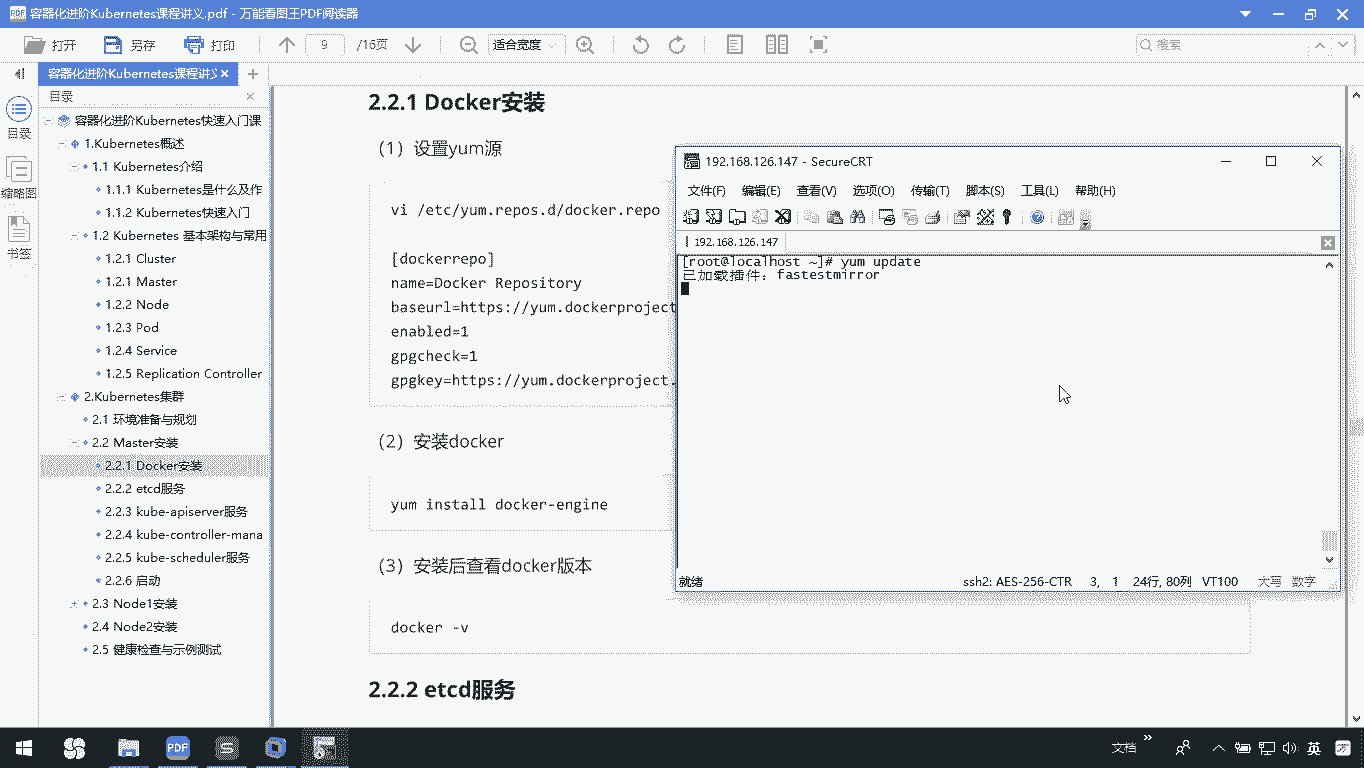 容器化进阶Kubernetes课程讲义.pdf - 万能看图王PDF阅读器
打开
另存
打印
9
/16页
适合宽度
搜索
容器化进阶Kubernetes课程讲义
目录
目录
缩略图
书签
容器化进阶Kubernetes快速入门课
1.Kubernetes概述
1.1 Kubernetes介绍
1.1.1 Kubernetes是什么及作
1.1.2 Kubernetes快速入门
1.2 Kubernetes 基本架构与常用
1.2.1 Cluster
1.2.1 Master
1.2.2 Node
1.2.3 Pod
1.2.4 Service
1.2.5 Replication Controller
2.Kubernetes集群
2.1 环境准备与规划
2.2 Master安装
2.2.1 Docker安装
2.2.2 etcd服务
2.2.3 kube-apiserver服务
2.2.4 kube-controller-mana
2.2.5 kube-scheduler服务
2.2.6 启动
2.3 Node1安装
2.4 Node2安装
2.5 健康检查与示例测试
2.2.1 Docker安装
（1）设置yum源
vi /etc/yum.repos.d/docker.repo
[dockerrepo]
name=Docker Repository
baseurl=https://yum.dockerproject
enabled=1
gpgcheck=1
gpgkey=https://yum.dockerproject.
（2）安装docker
yum install docker-engine
（3）安装后查看docker版本
docker -v
2.2.2 etcd服务
192.168.126.147 - SecureCRT
文件(F) 编辑(E) 查看(V) 选项(O) 传输(T) 脚本(S) 工具(L) 帮助(H)
192.168.126.147
[root@localhost ~]# yum update
已加载插件：fastestmirror
就绪
ssh2: AES-256-CTR 3, 1 24行, 80列 VT100 大写 数字
文档
英